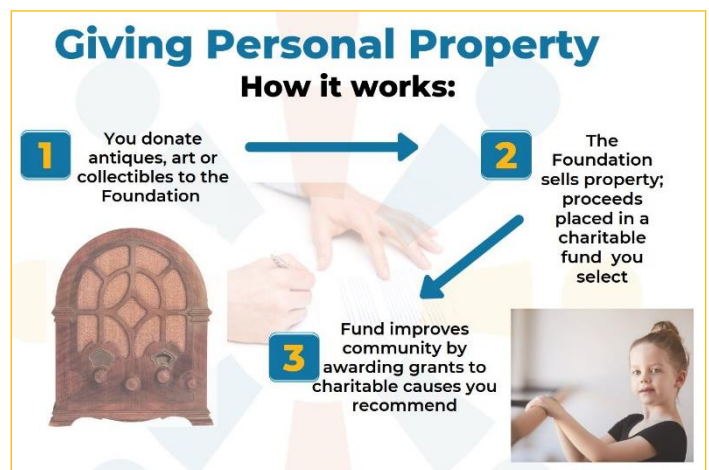 Giving Personal Property
How it works:
1
You donate
antiques, art or
collectibles to the
Foundation
2
The
Foundation
sells property;
proceeds
placed in a
charitable
fund you
select
3
Fund improves
community by
awarding grants to
charitable causes you
recommend